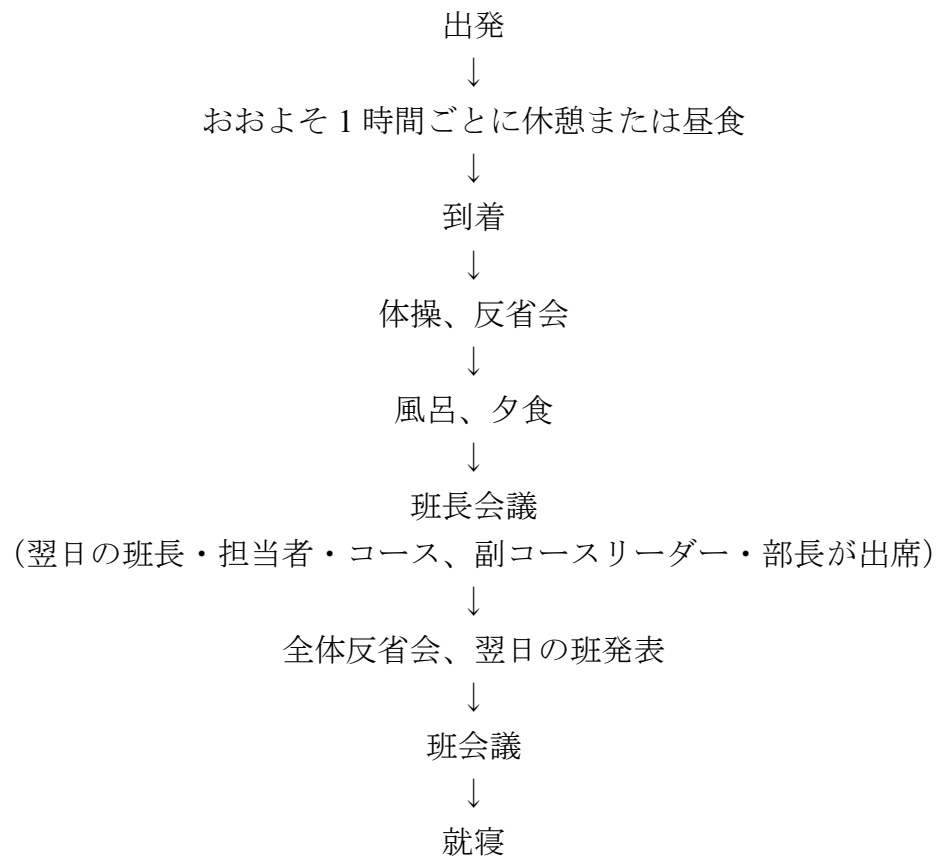 出発
↓
おおよそ1時間ごとに休憩または昼食
↓
到着
↓
体操、反省会
↓
風呂、夕食
↓
班長会議
（翌日の班長・担当者・コース、副コースリーダー・部長が出席）
↓
全体反省会、翌日の班発表
↓
班会議
↓
就寝